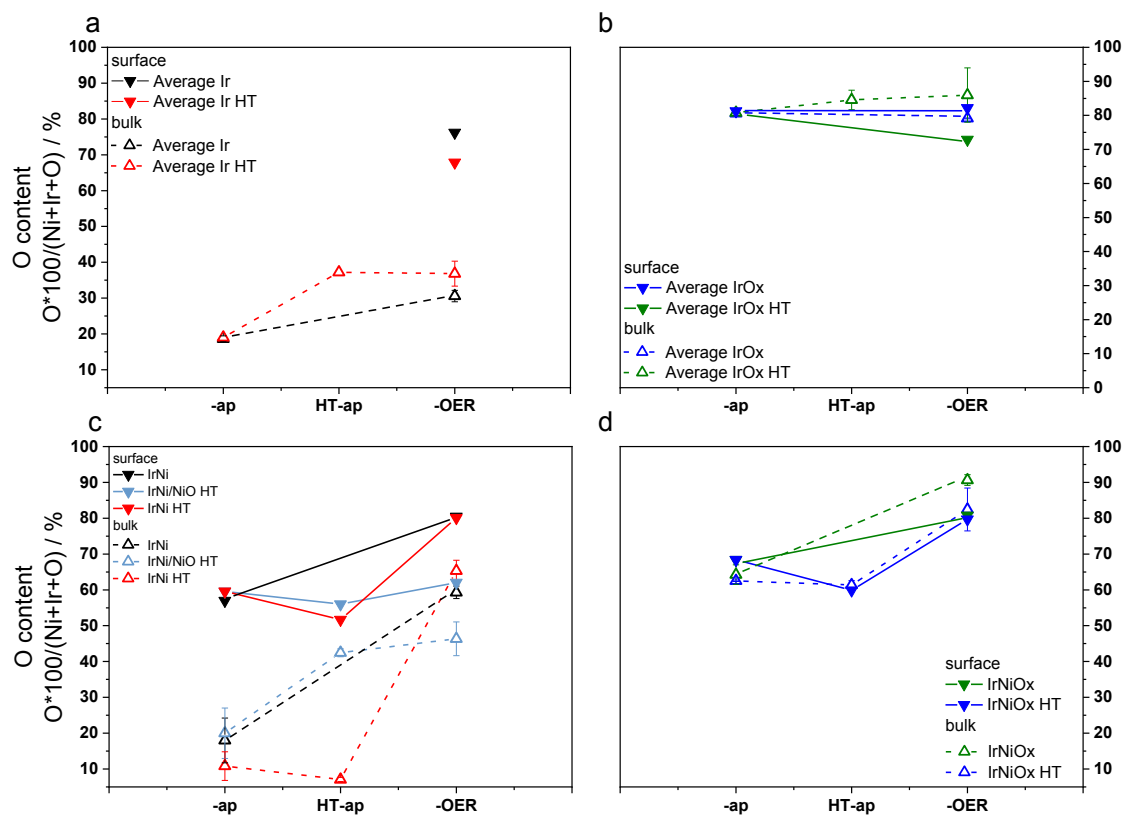 a
O content
O*100/(Ni+Ir+O) / %
100
90
80
70
60
50
40
30
20
10
surface
Average Ir
Average Ir HT
bulk
Average Ir
Average Ir HT
-ap
HT-ap
-OER
b
100
90
80
70
60
50
40
30
20
10
0
surface
Average IrOx
Average IrOx HT
bulk
Average IrOx
Average IrOx HT
-ap
HT-ap
-OER
c
O content
O*100/(Ni+Ir+O) / %
100
90
80
70
60
50
40
30
20
10
surface
IrNi
IrNi/NiO HT
IrNi HT
bulk
IrNi
IrNi/NiO HT
IrNi HT
-ap
HT-ap
-OER
d
100
90
80
70
60
50
40
30
20
10
surface
IrNiOx
IrNiOx HT
bulk
IrNiOx
IrNiOx HT
-ap
HT-ap
-OER